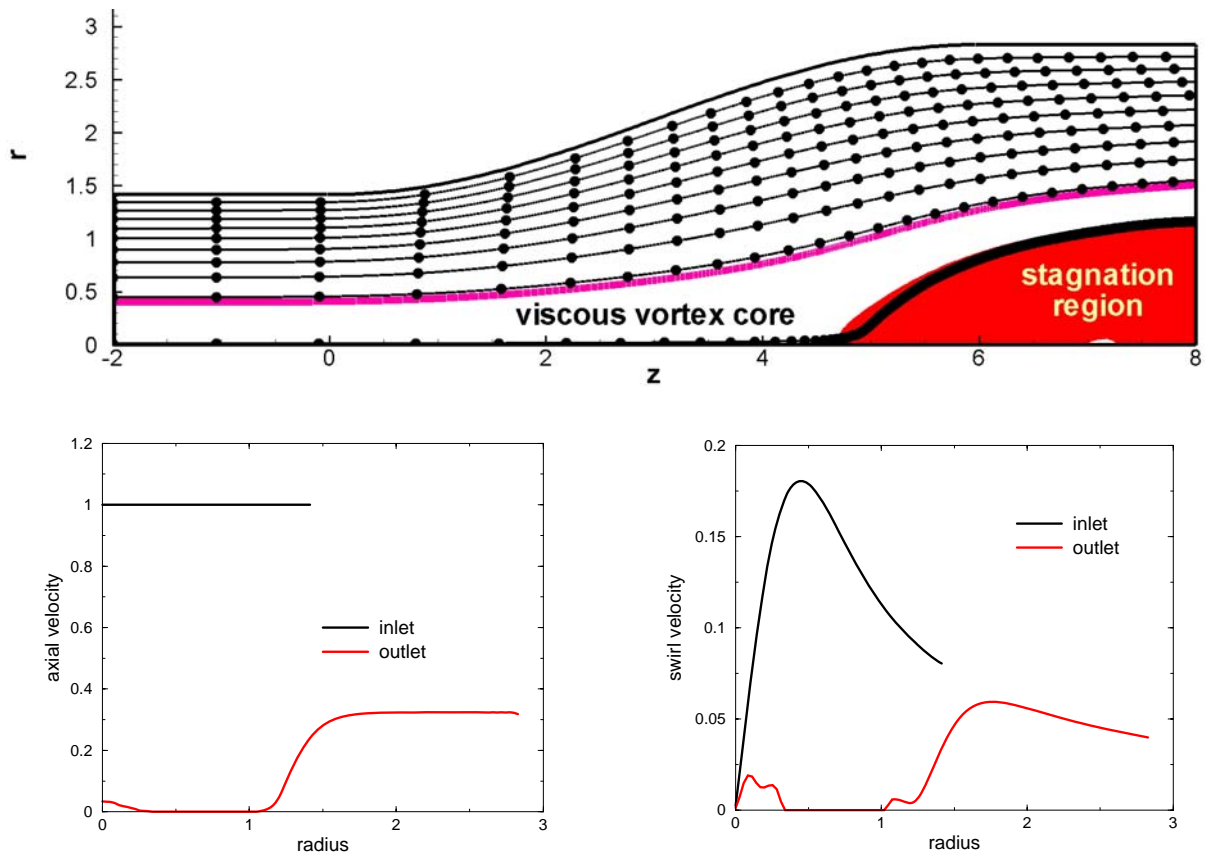 3
2.5
2
r
1.5
1
0.5
0
viscous vortex core
stagnation
region
-2 0 2 4 6 8
z
1.2
1
0.8
0.6
0.4
0.2
0
axial velocity
inlet
outlet
0 1 2 3
radius
0.2
0.15
0.1
0.05
0
swirl velocity
inlet
outlet
0 1 2 3
radius